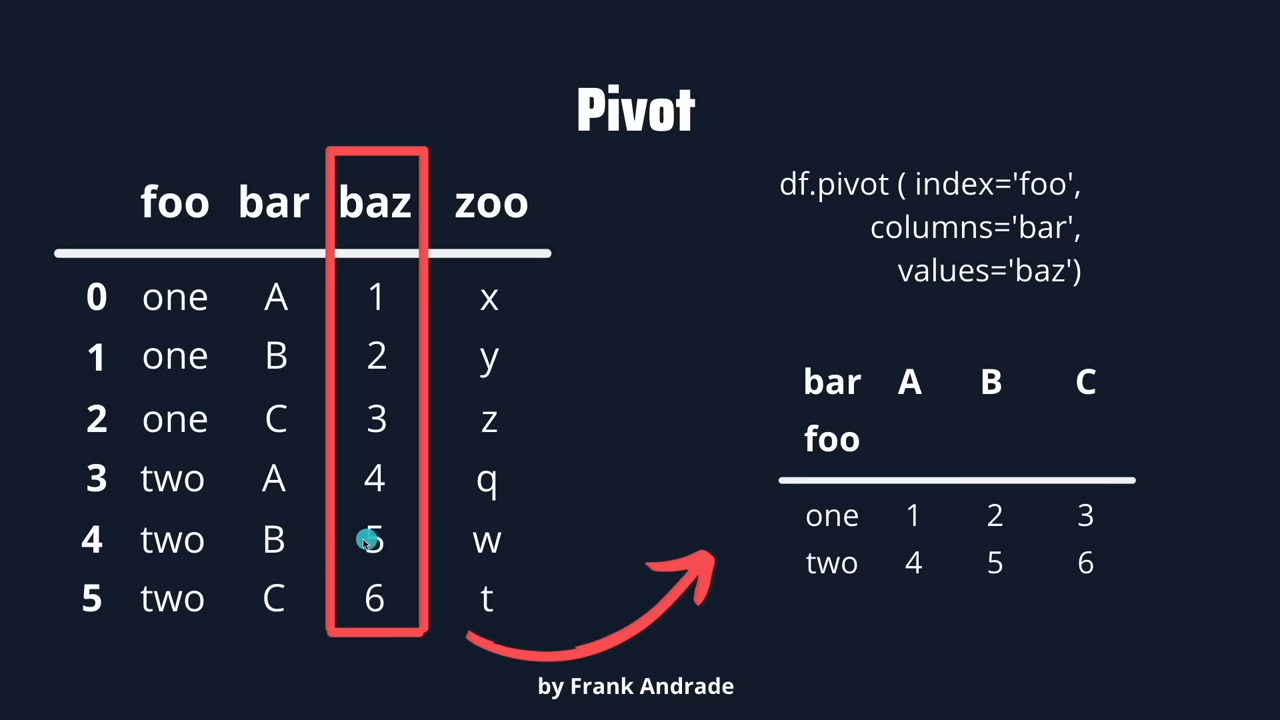 Pivot
foo bar baz zoo
0 one A 1 x
1 one B 2 y
2 one C 3 z
3 two A 4 q
4 two B 5 w
5 two C 6 t
df.pivot ( index='foo',
columns='bar',
values='baz')
bar A B C
foo
one 1 2 3
two 4 5 6
by Frank Andrade